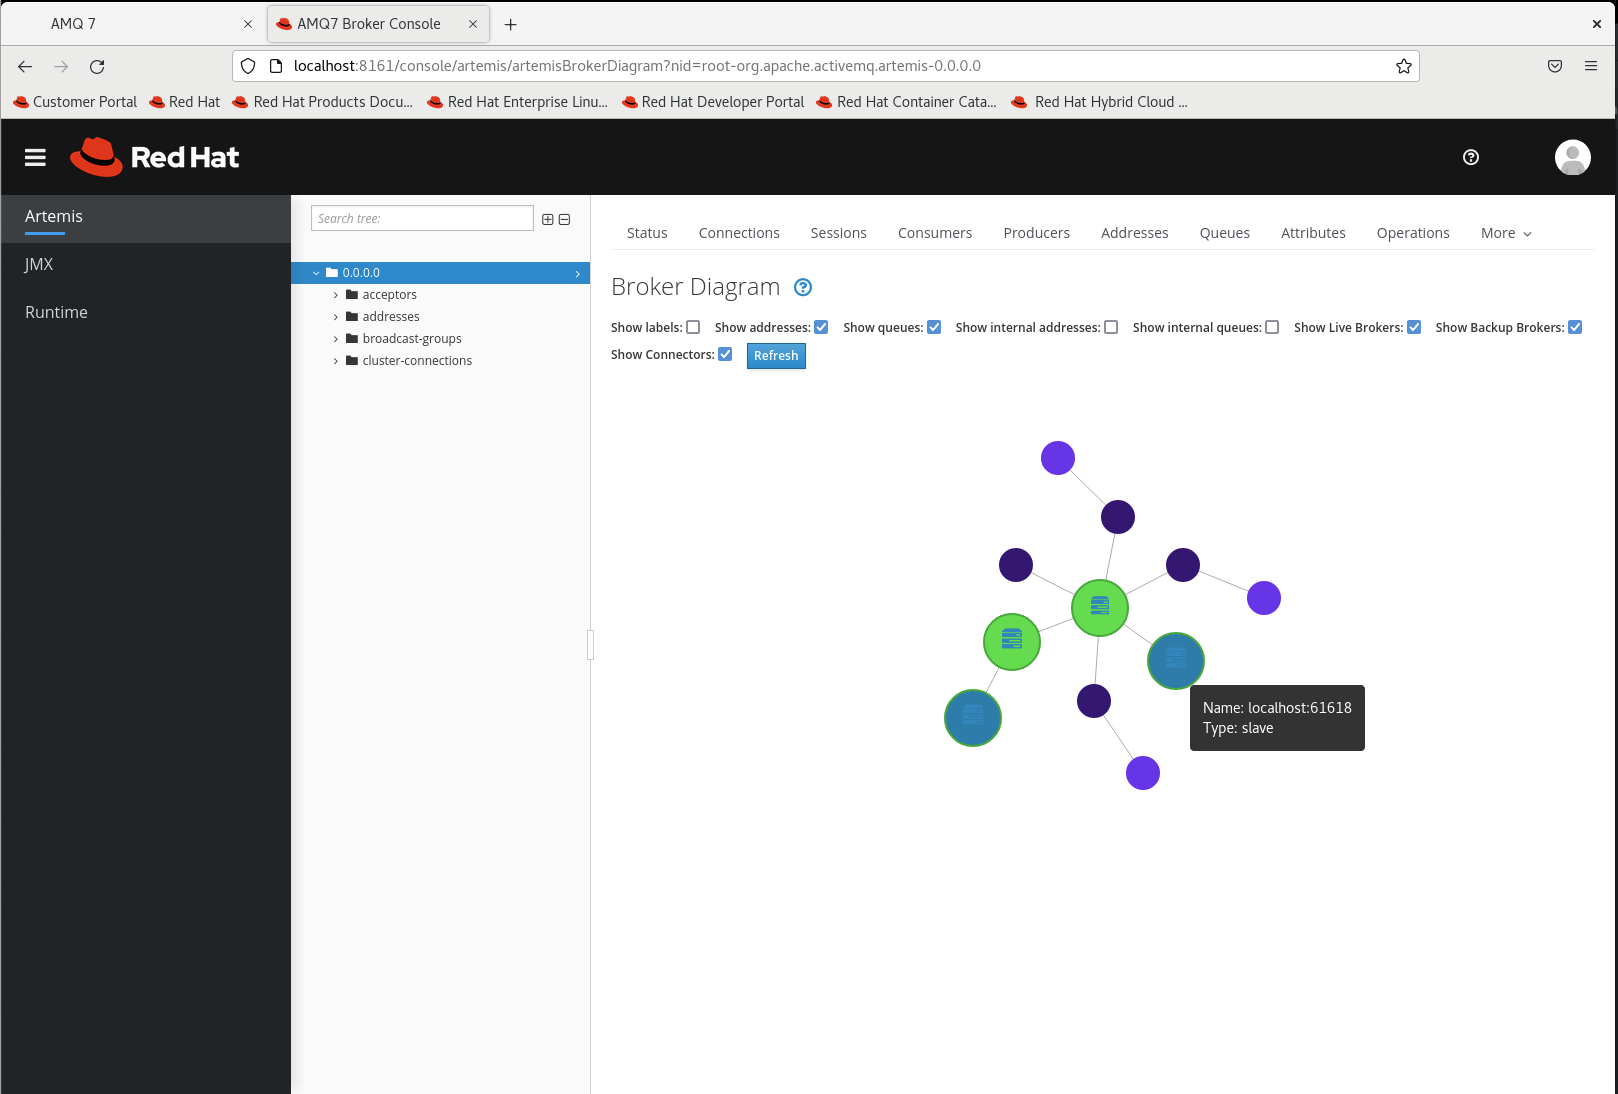 AMQ 7
AMQ7 Broker Console
localhost:8161/console/artemis/artemisBrokerDiagram?nid=root-org.apache.activemq.artemis-0.0.0.0
Customer Portal Red Hat Red Hat Products Docu... Red Hat Enterprise Linu... Red Hat Developer Portal Red Hat Container Cata... Red Hat Hybrid Cloud ...
Red Hat
Artemis
JMX
Runtime
Search tree:
0.0.0.0
acceptors
addresses
broadcast-groups
cluster-connections
Status Connections Sessions Consumers Producers Addresses Queues Attributes Operations More
Broker Diagram
Show labels: Show addresses: Show queues: Show internal addresses: Show internal queues: Show Live Brokers: Show Backup Brokers:
Show Connectors: Refresh
Name: localhost:61618
Type: slave